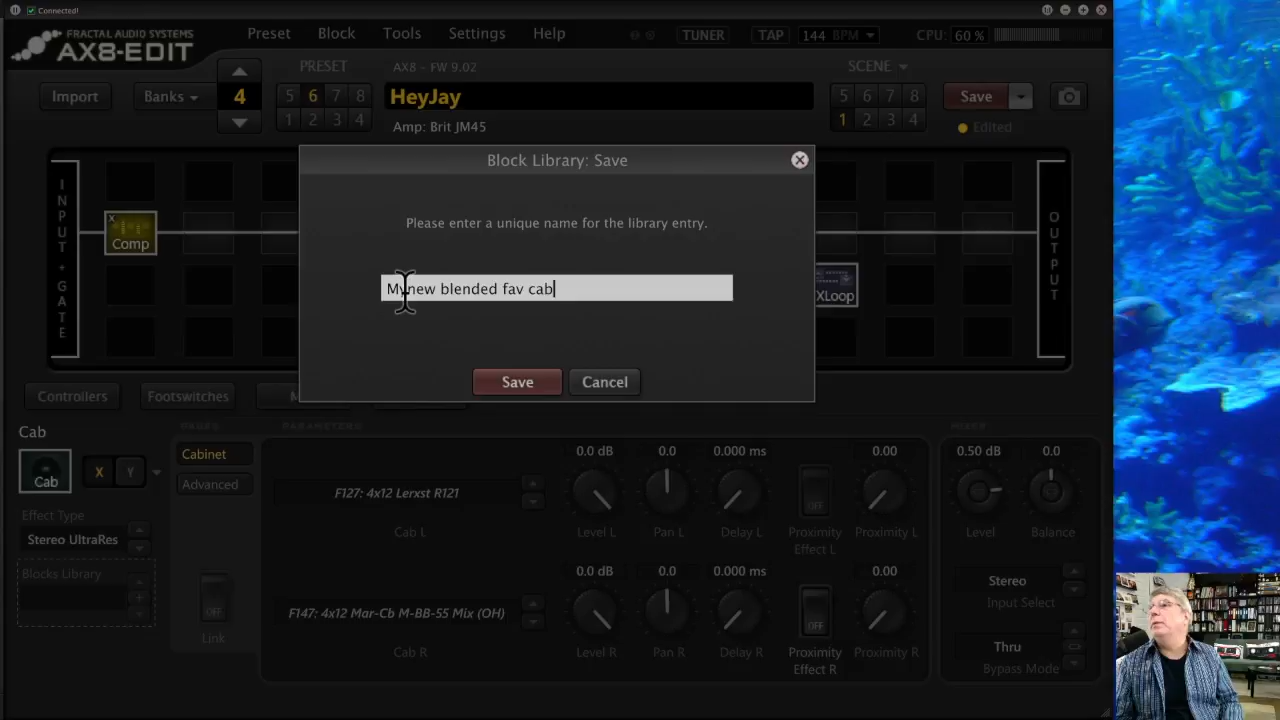 Connected!
FRACTAL AUDIO SYSTEMS
AX8-EDIT
Preset Block Tools Settings Help
TUNER TAP 144 BPM CPU: 60 %
PRESET AX8 - FW 9.02 SCENE
Import Banks 4 5 6 7 8 HeyJay 5 6 7 8 Save
1 2 3 4 Amp: Brit JM45 1 2 3 4 Edited
Block Library: Save
Please enter a unique name for the library entry.
My new blended fav cab
Save Cancel
INPUT + GATE
X
Comp
XLoop
OUTPUT
Controllers Footswitches M
Cab PAGES PARAMETERS MIXER
Cab X Y
Effect Type
Stereo UltraRes
Blocks Library
Cabinet
Advanced
OFF
Link
0.0 dB 0.0 0.000 ms 0.00 0.50 dB 0.0
F127: 4x12 Lerxst R121 OFF
Cab L Level L Pan L Delay L Proximity Effect L Proximity L Level Balance
0.0 dB 0.0 0.000 ms 0.00 Stereo
F147: 4x12 Mar-Cb M-BB-55 Mix (OH) OFF Input Select
Cab R Level R Pan R Delay R Proximity Effect R Proximity R
Thru
Bypass Mode